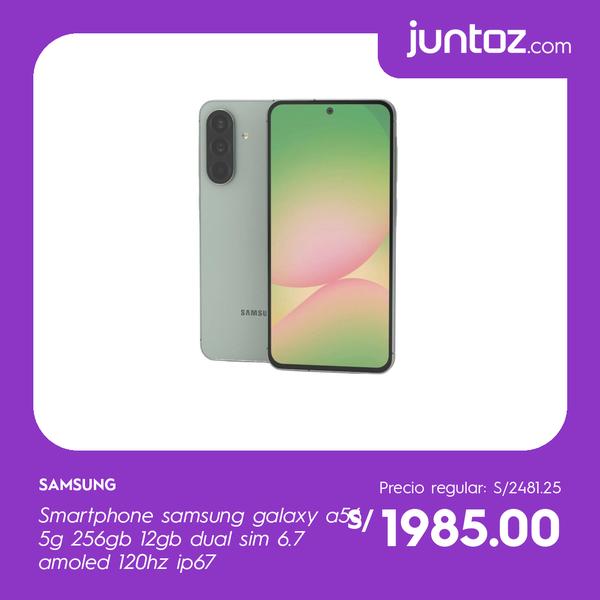 juntoz.com
SAMSU
SAMSUNG
Precio regular: S/2481.25
Smartphone samsung galaxy
5g 256gb 12gb dual sim 6.7
amoled 120hz ip67
S/ 1985.00